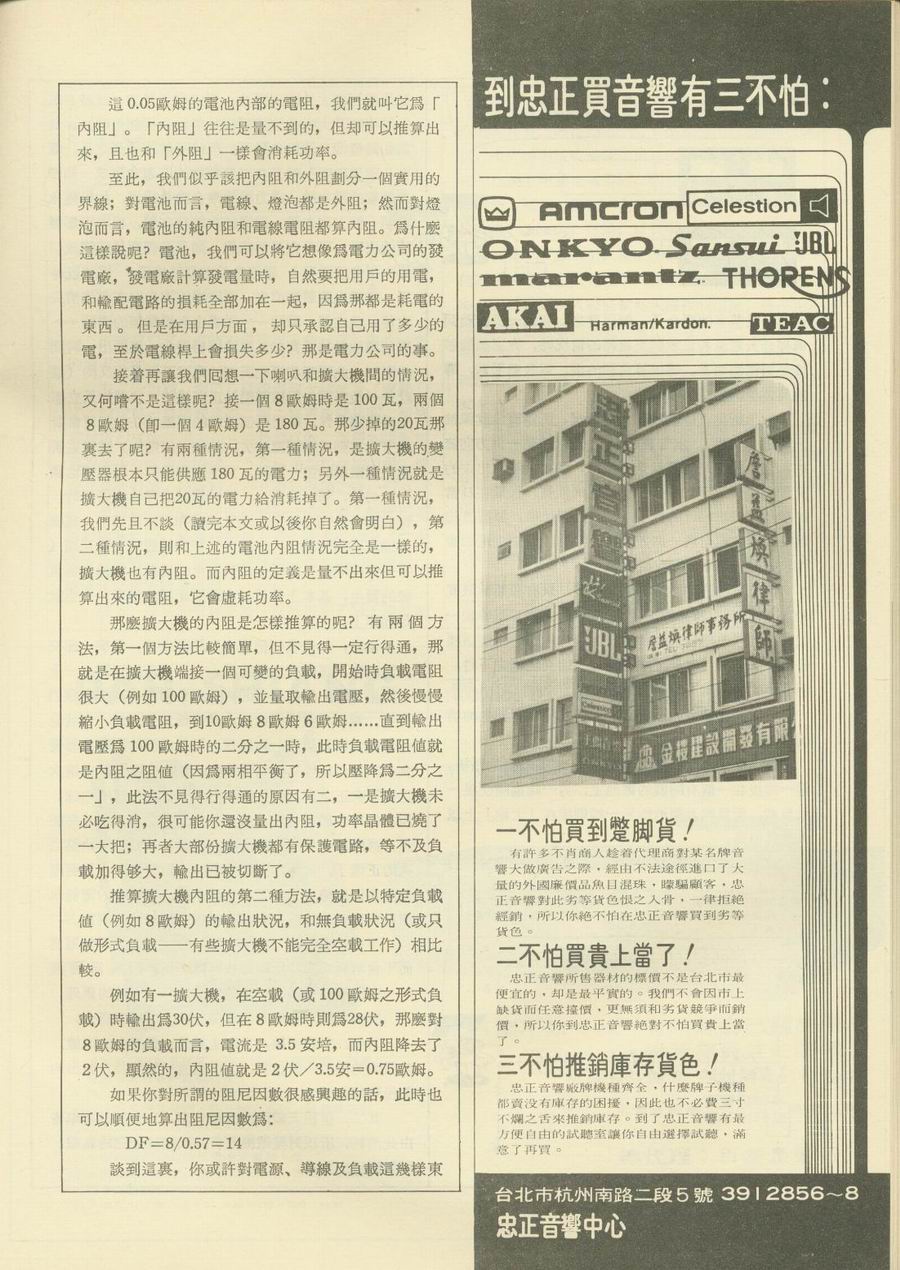 這 0.05歐姆的電池內部的電阻，我們就叫它爲「
內阻」。「內阻」往往是量不到的，但却可以推算出
來，且也和「外阻」一樣會消耗功率。
至此，我們似乎該把內阻和外阻劃分一個實用的
界線；對電池而言，電線、燈泡都是外阻；然而對燈
泡而言，電池的純內阻和電線電阻都算內阻。爲什麽
這樣說呢？電池，我們可以將它想像爲電力公司的發
電廠，發電廠計算發電量時，自然要把用戶的用電，
和輸配電路的損耗全部加在一起，因爲那都是耗電的
東西。但是在用戶方面，却只承認自己用了多少的
電，至於電線桿上會損失多少？那是電力公司的事。
接着再讓我們囘想一下喇叭和擴大機間的情況，
又何嚐不是這樣呢？接一個8歐姆時是100瓦，兩個
8歐姆（卽一個4歐姆）是180瓦。那少掉的20瓦那
裏去了呢？有兩種情況，第一種情況，是擴大機的變
壓器根本只能供應180瓦的電力；另外一種情況就是
擴大機自己把20瓦的電力給消耗掉了。第一種情況，
我們先且不談（讀完本文或以後你自然會明白），第
二種情況，則和上述的電池內阻情況完全是一樣的，
擴大機也有內阻。而內阻的定義是量不出來但可以推
算出來的電阻，它會虛耗功率。
那麽擴大機的內阻是怎樣推算的呢？有兩個方
法，第一個方法比較簡單，但不見得一定行得通，那
就是在擴大機端接一個可變的負載，開始時負載電阻
很大（例如100歐姆），並量取輸出電壓，然後慢慢
縮小負載電阻，到10歐姆8歐姆6歐姆……直到輸出
電壓爲100歐姆時的二分之一時，此時負載電阻值就
是內阻之阻值（因爲兩相平衡了，所以壓降爲二分之
一」，此法不見得行得通的原因有二，一是擴大機未
必吃得消，很可能你還沒量出內阻，功率晶體已燒了
一大把；再者大部份擴大機都有保護電路，等不及負
載加得够大，輸出已被切斷了。
推算擴大機內阻的第二種方法，就是以特定負載
値（例如8歐姆）的輸出狀況，和無負載狀況（或只
做形式負載——有些擴大機不能完全空載工作）相比
較。
例如有一擴大機，在空載（或100歐姆之形式負
載）時輸出爲30伏，但在8歐姆時則爲28伏，那麽對
8歐姆的負載而言，電流是 3.5安培，而內阻降去了
2伏，顯然的，內阻值就是2伏／3.5安＝0.75歐姆。
如果你對所謂的阻尼因數很感興趣的話，此時也
可以順便地算出阻尼因數爲：
DF＝8/0.57＝14
談到這裏，你或許對電源、導線及負載這幾樣東
到忠正買音響有三不怕：
AMCRON Celestion
ONKYO Sansui JBL
marantz THORENS
AKAI Harman/Kardon. TEAC
忠正音響
JBL
Celestion
ONKYO
詹益煥律師
詹益煥律師事務所
金樓建設開發有限
一不怕買到蹩脚貨！
有許多不肖商人趁着代理商對某名牌音
響大做廣告之際，經由不法途徑進口了大
量的外國廉價品魚目混珠，矇騙顧客，忠
正音響對此劣等貨色恨之入骨，一律拒絶
經銷，所以你絶不怕在忠正音響買到劣等
貨色。
二不怕買貴上當了！
忠正音響所售器材的標價不是台北市最
便宜的，却是最平實的。我們不會因市上
缺貨而任意擡價，更無須和劣貨競爭而銷
價，所以你到忠正音響絶對不怕買貴上當
了。
三不怕推銷庫存貨色！
忠正音響廠牌機種齊全，什麼牌子機種
都賣没有庫存的困擾，因此也不必費三寸
不爛之舌來推銷庫存。到了忠正音響有最
方便自由的試聽室讓你自由選擇試聽，滿
意了再買。
台北市杭州南路二段5號 3912856～8
忠正音響中心